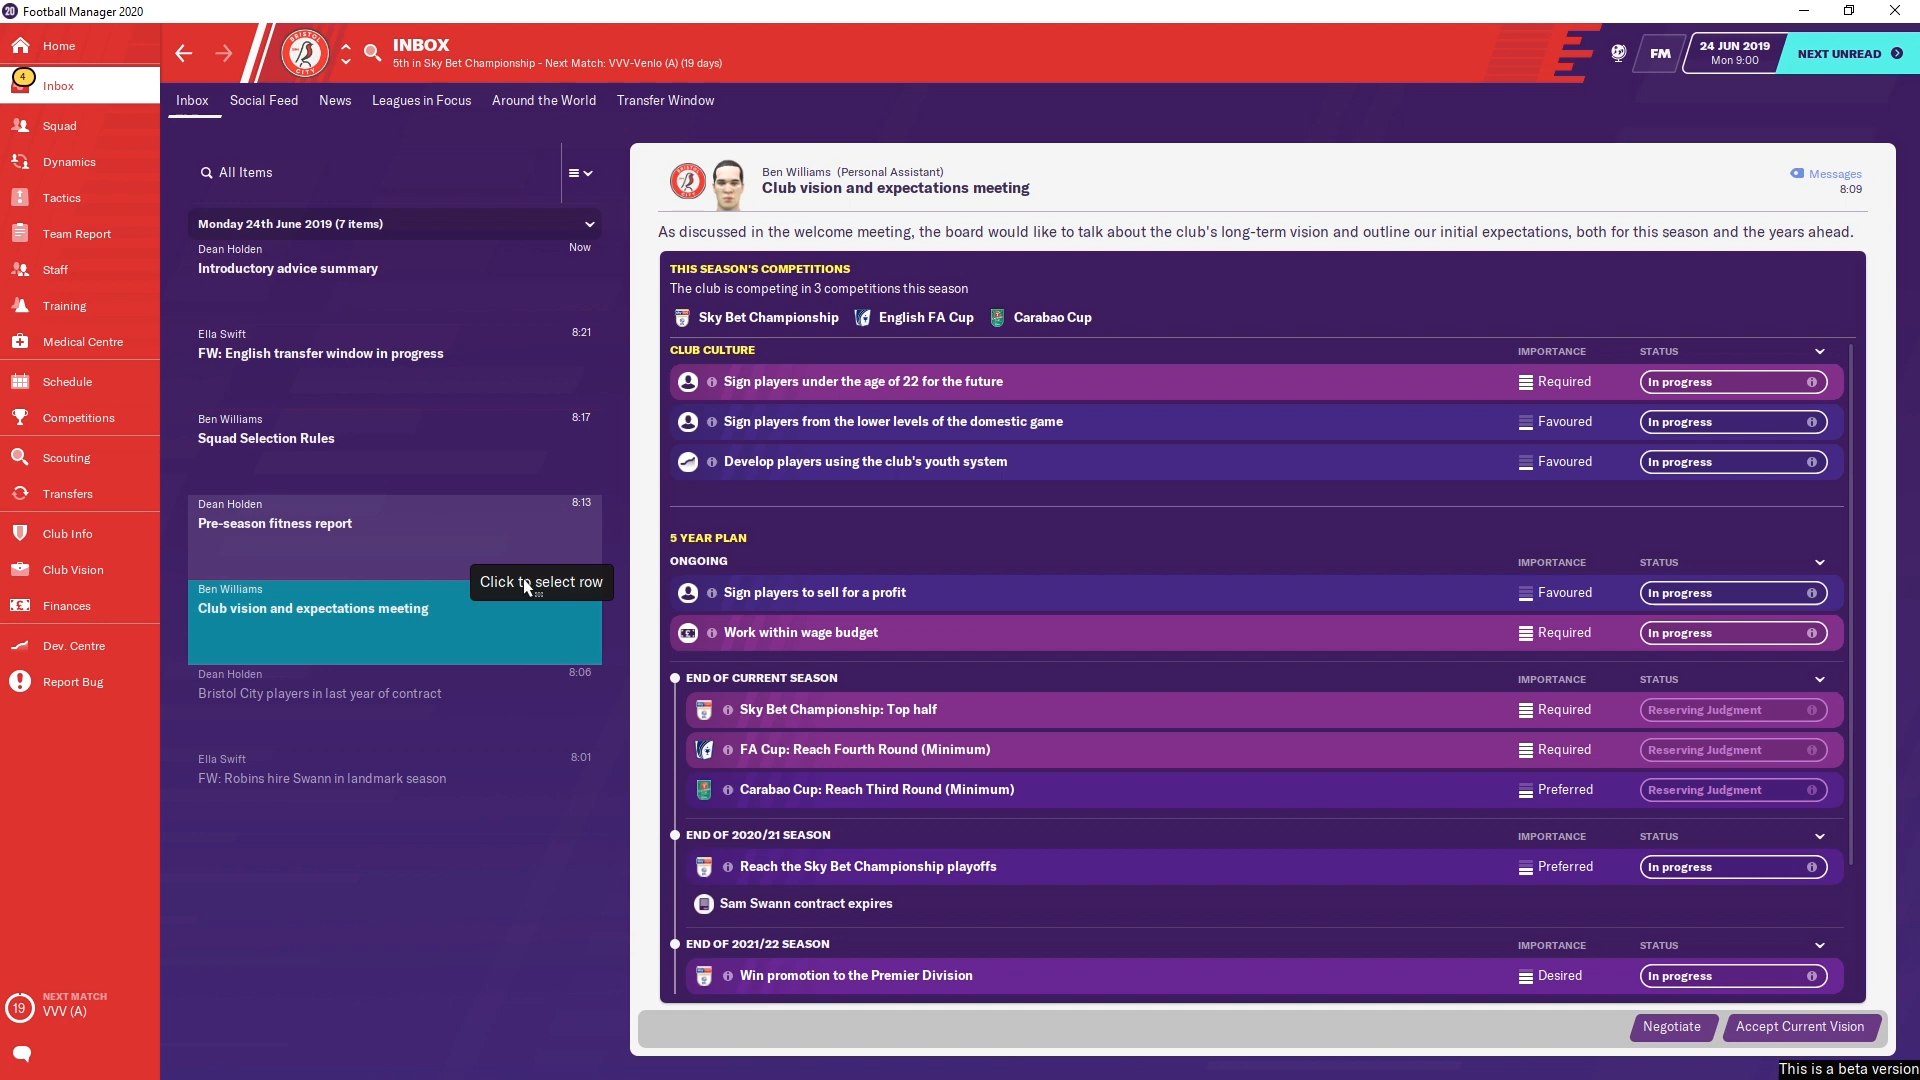 Football Manager 2020
Home
4
Inbox
Squad
Dynamics
Tactics
Team Report
Staff
Training
Medical Centre
Schedule
Competitions
Scouting
Transfers
Club Info
Club Vision
Finances
Dev. Centre
Report Bug
19
NEXT MATCH
VVV (A)
BRISTOL CITY
INBOX
5th in Sky Bet Championship - Next Match: VVV-Venlo (A) (19 days)
FM
24 JUN 2019
Mon 9:00
NEXT UNREAD
Inbox Social Feed News Leagues in Focus Around the World Transfer Window
All Items
Monday 24th June 2019 (7 items)
Dean Holden Now
Introductory advice summary
Ella Swift 8:21
FW: English transfer window in progress
Ben Williams 8:17
Squad Selection Rules
Dean Holden 8:13
Pre-season fitness report
Click to select row
Ben Williams
Club vision and expectations meeting
Dean Holden 8:06
Bristol City players in last year of contract
Ella Swift 8:01
FW: Robins hire Swann in landmark season
Ben Williams (Personal Assistant)
Club vision and expectations meeting
Messages
8:09
As discussed in the welcome meeting, the board would like to talk about the club's long-term vision and outline our initial expectations, both for this season and the years ahead.
THIS SEASON'S COMPETITIONS
The club is competing in 3 competitions this season
Sky Bet Championship English FA Cup Carabao Cup
CLUB CULTURE IMPORTANCE STATUS
Sign players under the age of 22 for the future Required In progress
Sign players from the lower levels of the domestic game Favoured In progress
Develop players using the club's youth system Favoured In progress
5 YEAR PLAN
ONGOING IMPORTANCE STATUS
Sign players to sell for a profit Favoured In progress
Work within wage budget Required In progress
END OF CURRENT SEASON IMPORTANCE STATUS
Sky Bet Championship: Top half Required Reserving Judgment
FA Cup: Reach Fourth Round (Minimum) Required Reserving Judgment
Carabao Cup: Reach Third Round (Minimum) Preferred Reserving Judgment
END OF 2020/21 SEASON IMPORTANCE STATUS
Reach the Sky Bet Championship playoffs Preferred In progress
Sam Swann contract expires
END OF 2021/22 SEASON IMPORTANCE STATUS
Win promotion to the Premier Division Desired In progress
Negotiate Accept Current Vision
This is a beta version